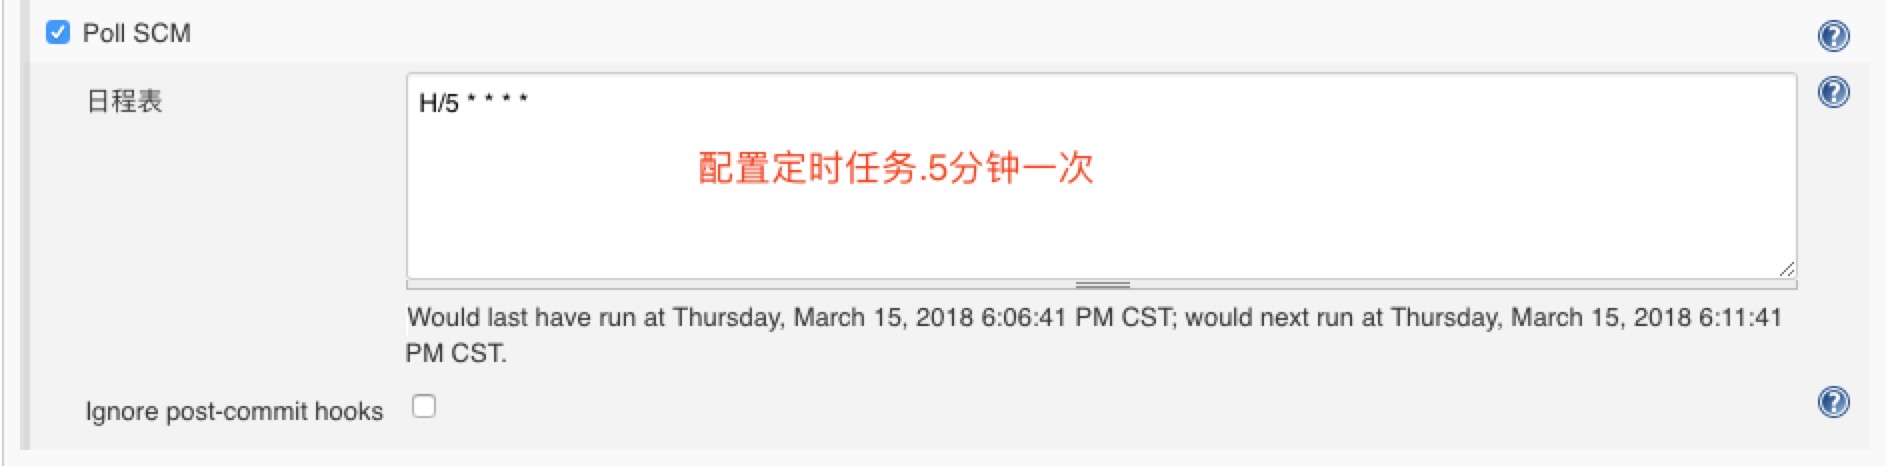 Poll SCM
日程表
H/5 * * * *
配置定时任务.5分钟一次
Would last have run at Thursday, March 15, 2018 6:06:41 PM CST; would next run at Thursday, March 15, 2018 6:11:41
PM CST.
Ignore post-commit hooks